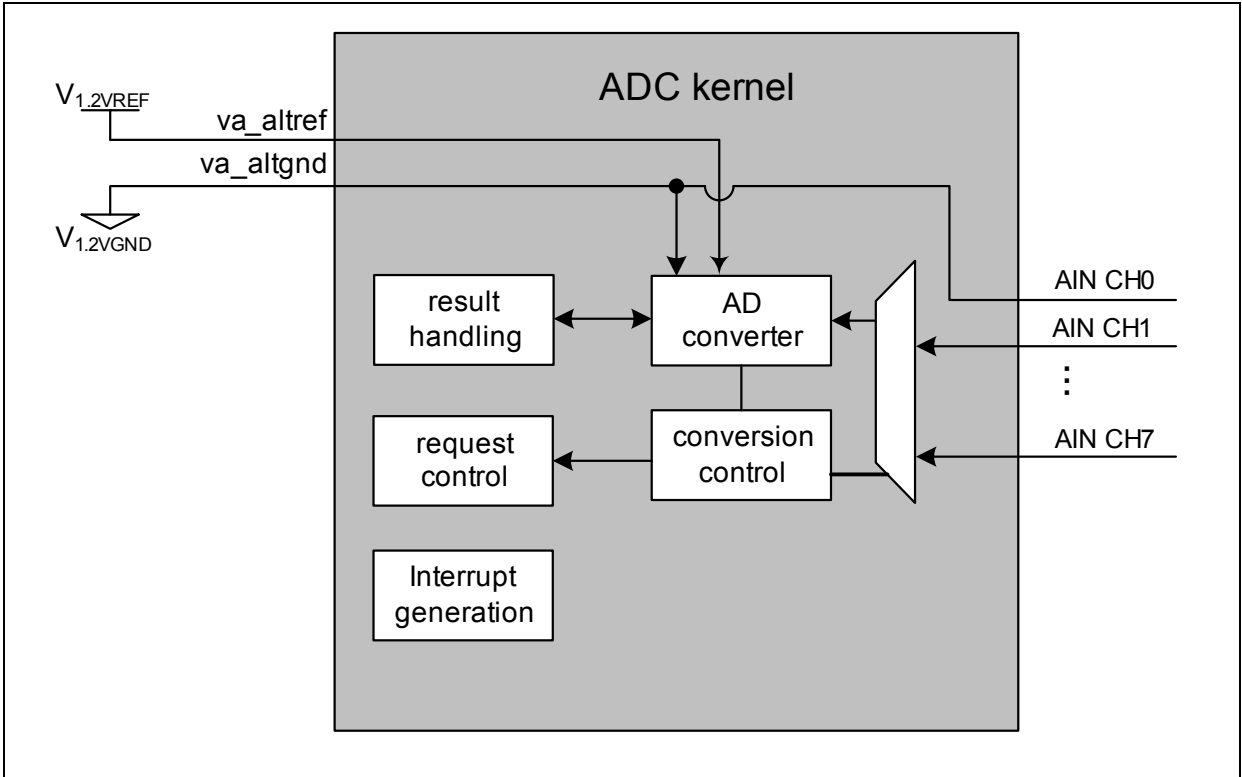 ADC kernel
V1.2VREF
va_altref
va_altgnd
V1.2VGND
AIN CH0
AIN CH1
⋮
AIN CH7
result
handling
AD
converter
request
control
conversion
control
Interrupt
generation